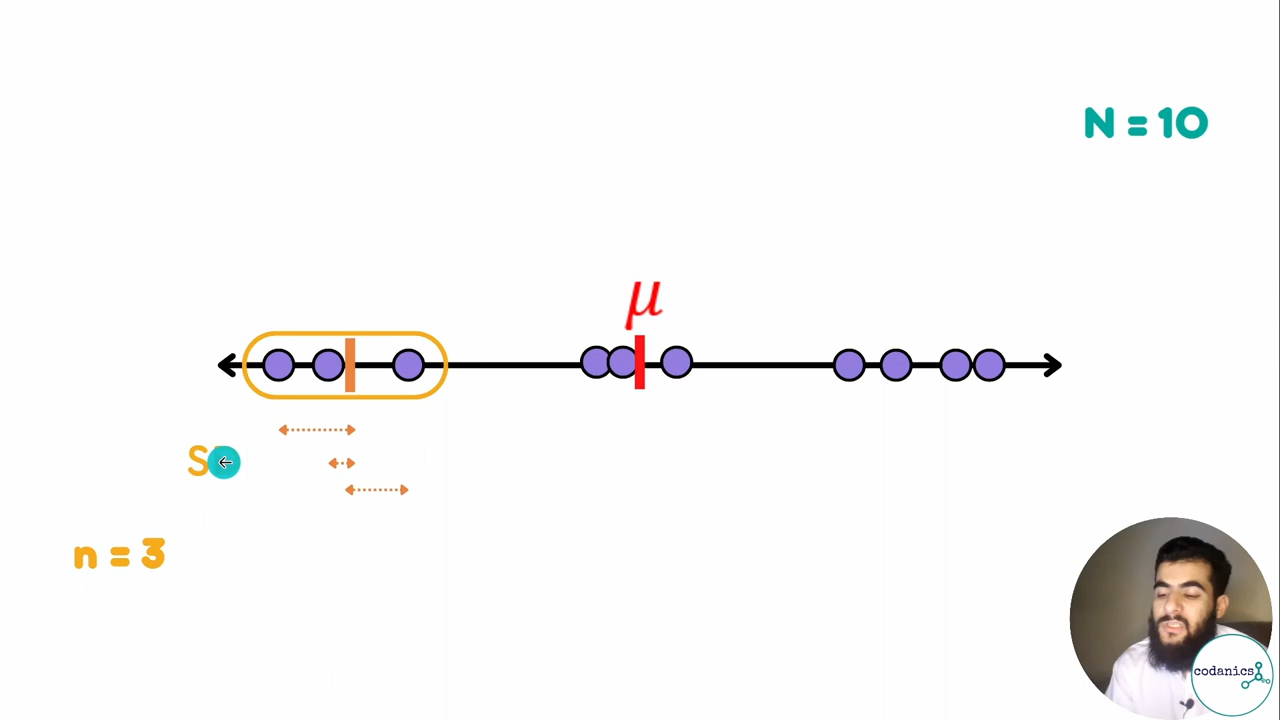 N = 10
μ
S
n = 3
codanics